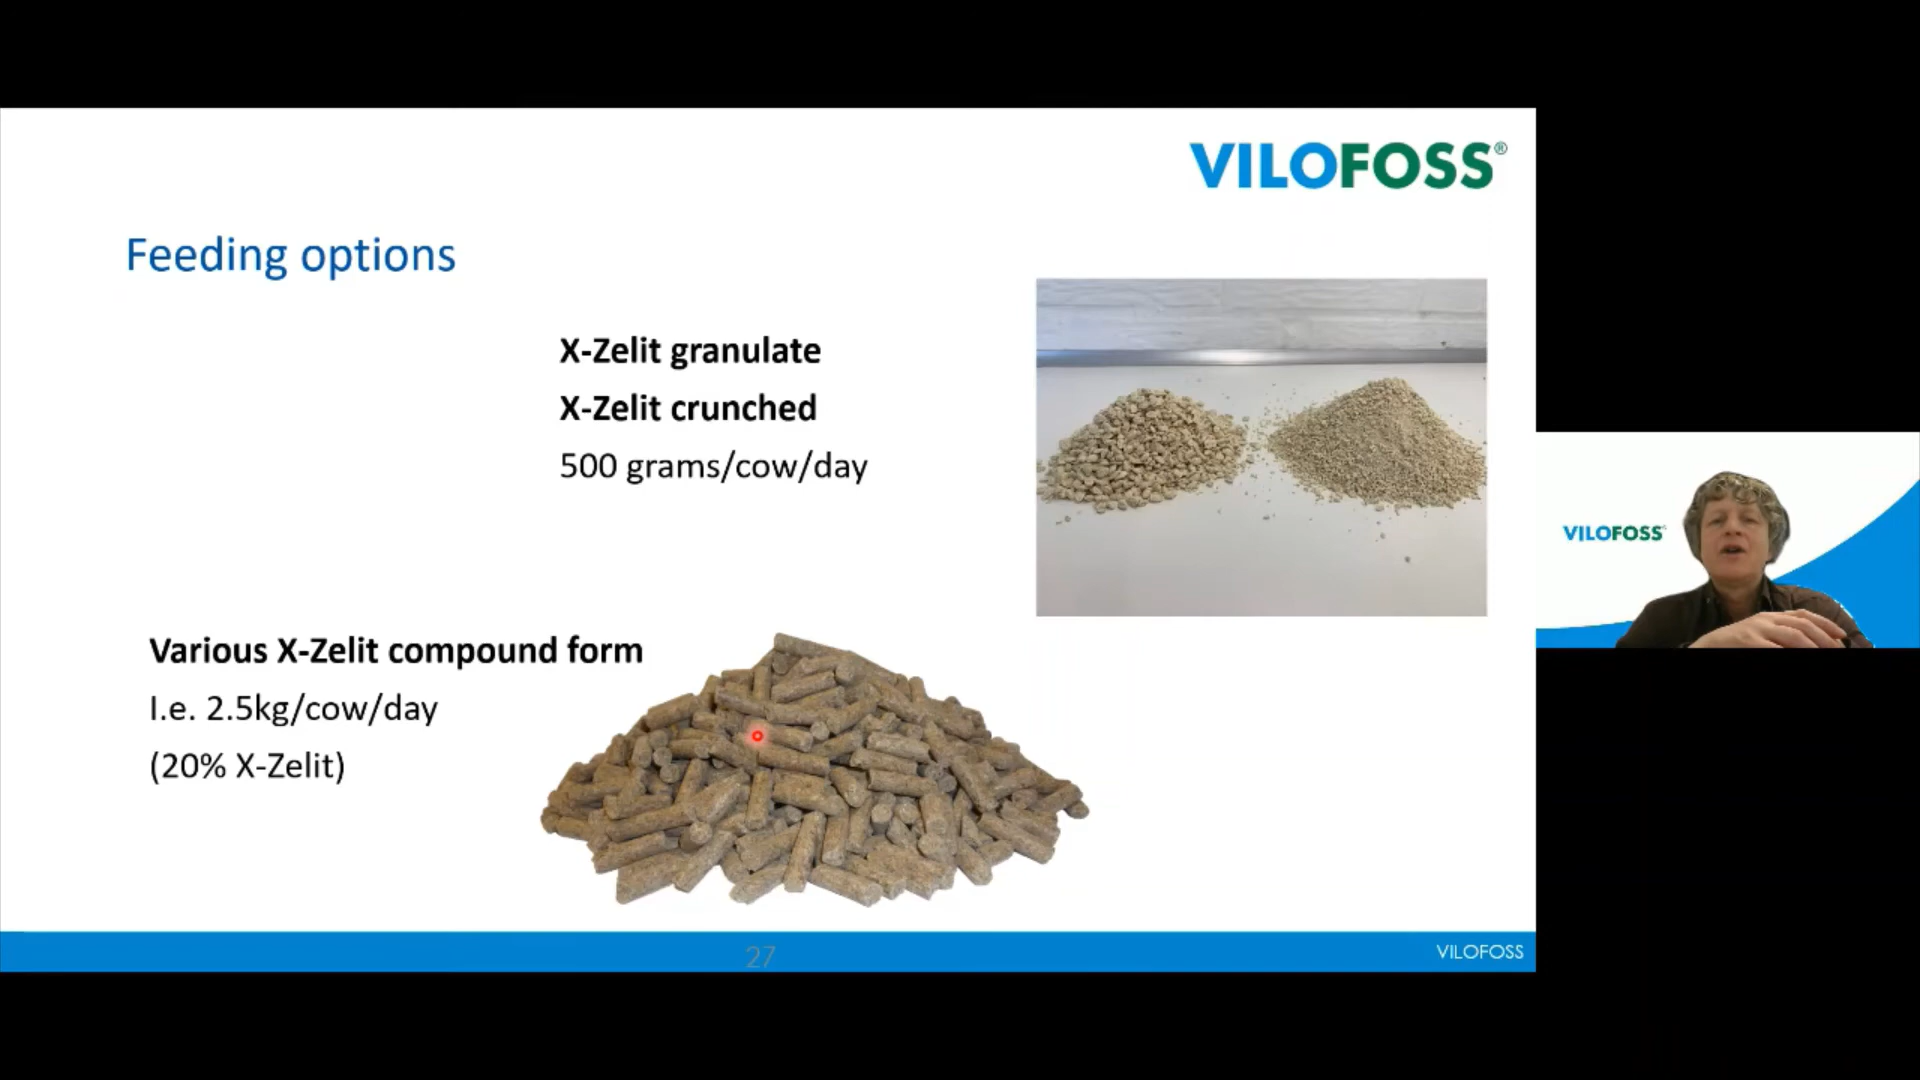 VILOFOSS®
Feeding options
X-Zelit granulate
X-Zelit crunched
500 grams/cow/day
VILOFOSS
Various X-Zelit compound form
I.e. 2.5kg/cow/day
(20% X-Zelit)
27
VILOFOSS